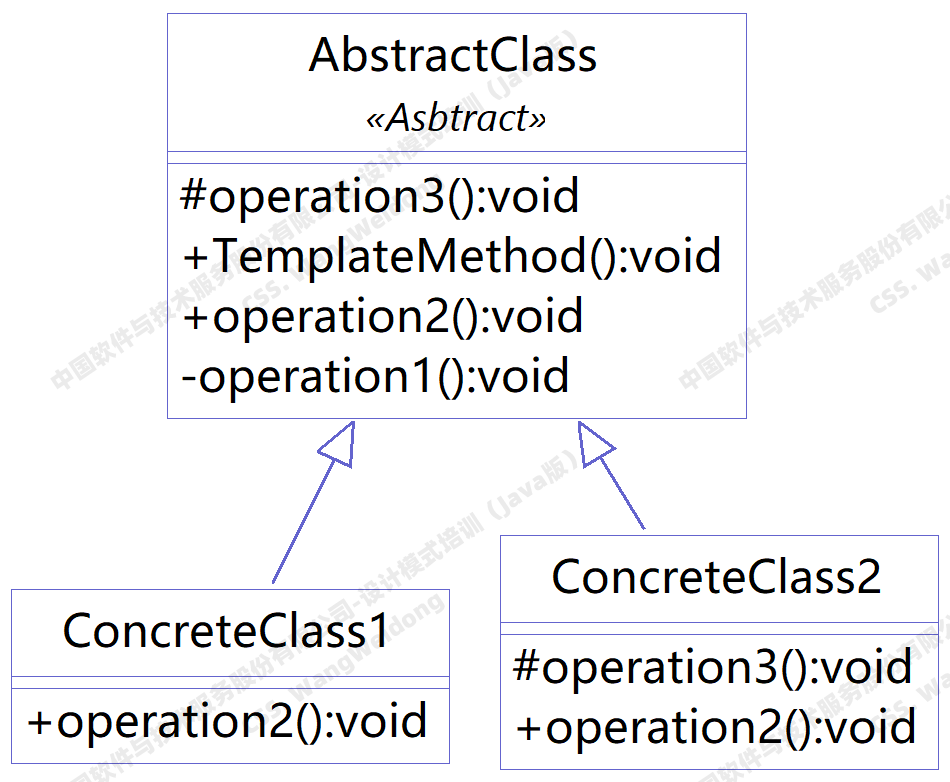 AbstractClass
«Asbtract»
#operation3():void
+TemplateMethod():void
+operation2():void
-operation1():void
ConcreteClass1
+operation2():void
ConcreteClass2
#operation3():void
+operation2():void
中国软件与技术服务股份有限公司-设计模式培训（Java版）
CSS. WangWeidong